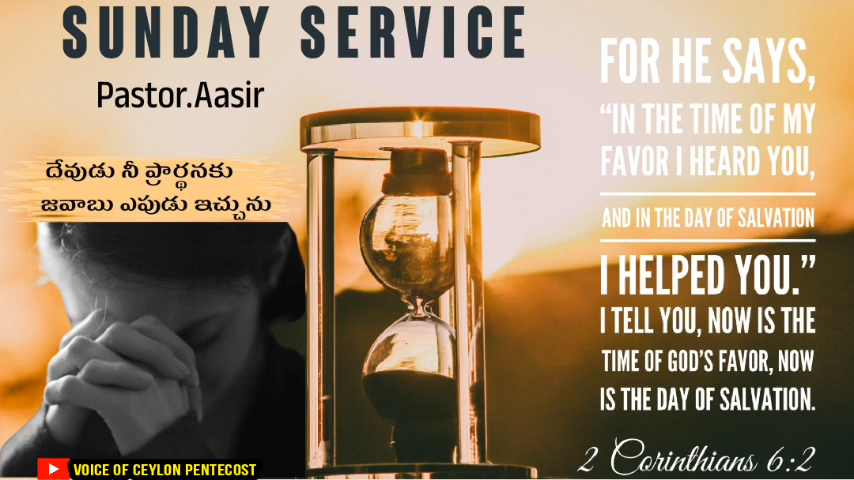 SUNDAY SERVICE
Pastor.Aasir
దేవుడు నీ ప్రార్థనకు
జవాబు ఎపుడు ఇచ్చును
FOR HE SAYS,
“IN THE TIME OF MY
FAVOR I HEARD YOU,
AND IN THE DAY OF SALVATION
I HELPED YOU.”
I TELL YOU, NOW IS THE
TIME OF GOD’S FAVOR, NOW
IS THE DAY OF SALVATION.
2 Corinthians 6:2
VOICE OF CEYLON PENTECOST